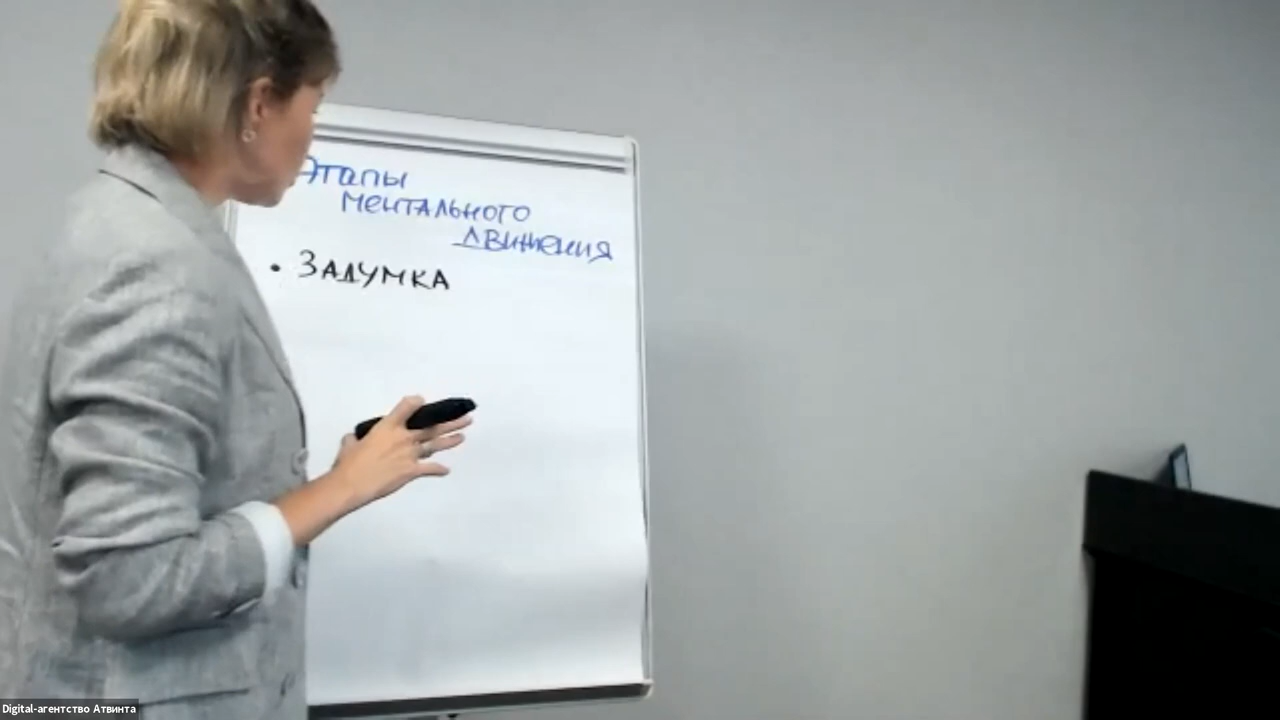 Этапы
ментального
движения
• Задумка
Digital-агентство Атвинта